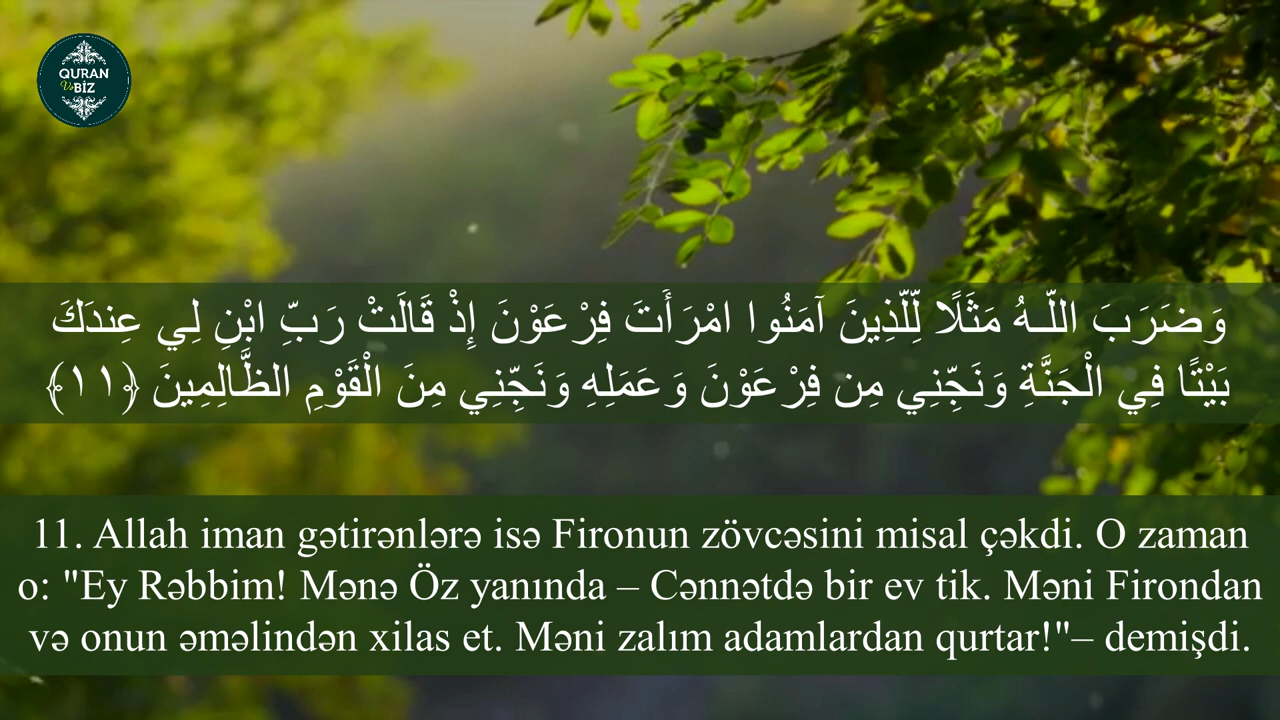 QURAN
Və BİZ
وَضَرَبَ اللَّـهُ مَثَلًا لِّلَّذِينَ آمَنُوا امْرَأَتَ فِرْعَوْنَ إِذْ قَالَتْ رَبِّ ابْنِ لِي عِندَكَ
بَيْتًا فِي الْجَنَّةِ وَنَجِّنِي مِن فِرْعَوْنَ وَعَمَلِهِ وَنَجِّنِي مِنَ الْقَوْمِ الظَّالِمِينَ ﴿١١﴾
11. Allah iman gətirənlərə isə Fironun zövcəsini misal çəkdi. O zaman
o: "Ey Rəbbim! Mənə Öz yanında – Cənnətdə bir ev tik. Məni Firondan
və onun əməlindən xilas et. Məni zalım adamlardan qurtar!"– demişdi.